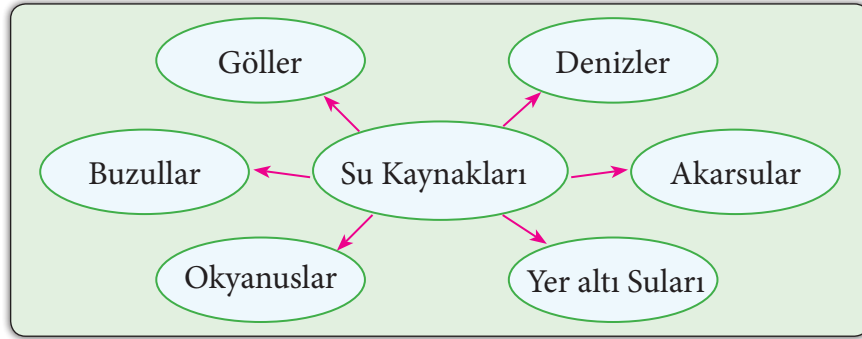 Göller
Denizler
Buzullar
Su Kaynakları
Akarsular
Okyanuslar
Yer altı Suları